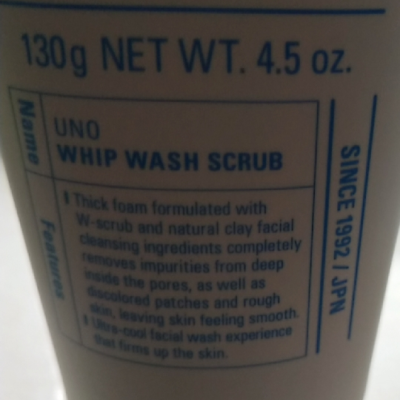 130g NET WT. 4.5 oz.
Name
UNO
WHIP WASH SCRUB
Features
Thick foam formulated with
W-scrub and natural clay facial
cleansing ingredients completely
removes impurities from deep
inside the pores, as well as
discolored patches and rough
skin, leaving skin feeling smooth.
Ultra-cool facial wash experience
that firms up the skin.
SINCE 1992 / JPN